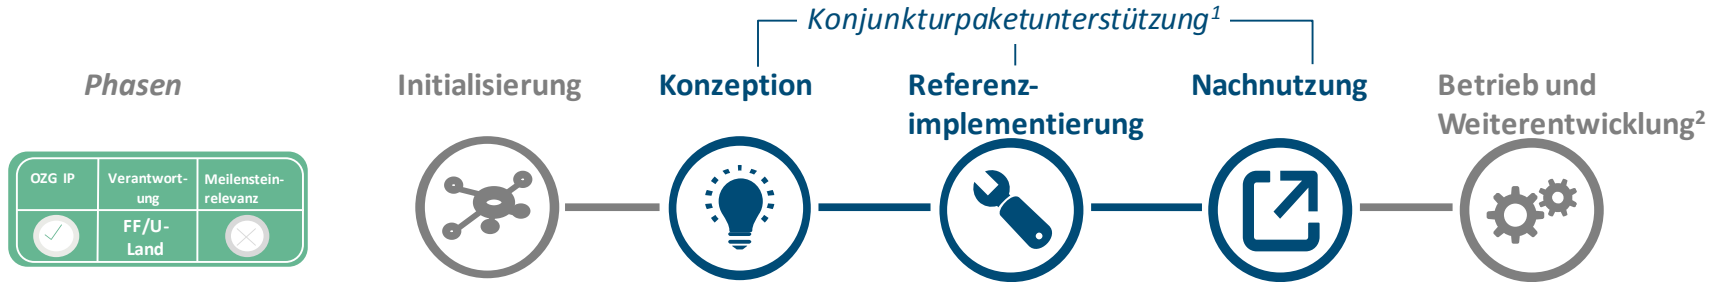 Konjunkturpaketunterstützung¹
Phasen
Initialisierung
Konzeption
Referenz-
implementierung
Nachnutzung
Betrieb und
Weiterentwicklung²
OZG IP
Verantwort-
ung
Meilenstein-
relevanz
FF/U-
Land